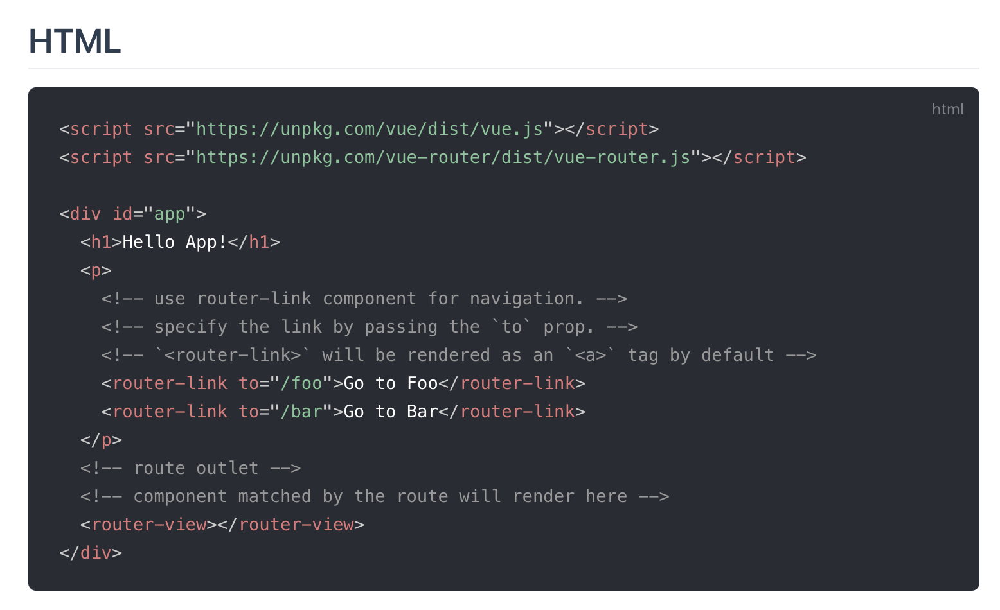 HTML
html
<script src="https://unpkg.com/vue/dist/vue.js"></script>
<script src="https://unpkg.com/vue-router/dist/vue-router.js"></script>

<div id="app">
  <h1>Hello App!</h1>
  <p>
    <!-- use router-link component for navigation. -->
    <!-- specify the link by passing the `to` prop. -->
    <!-- `<router-link>` will be rendered as an `<a>` tag by default -->
    <router-link to="/foo">Go to Foo</router-link>
    <router-link to="/bar">Go to Bar</router-link>
  </p>
  <!-- route outlet -->
  <!-- component matched by the route will render here -->
  <router-view></router-view>
</div>